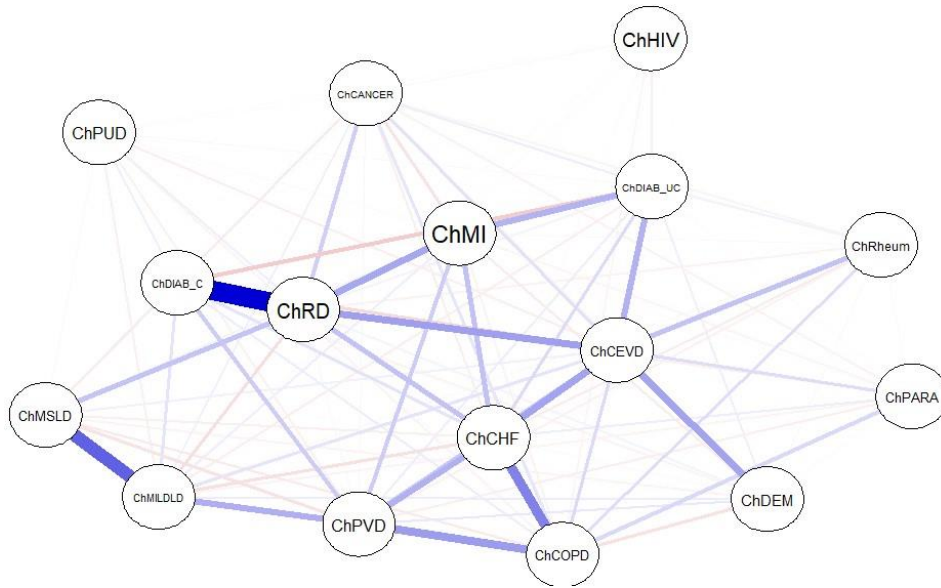 ChHIV
ChCANCER
ChPUD
ChDIAB_UC
ChMI
ChRheum
ChDIAB_C
ChRD
ChCEVD
ChPARA
ChMSLD
ChCHF
ChMILDLD
ChDEM
ChPVD
ChCOPD